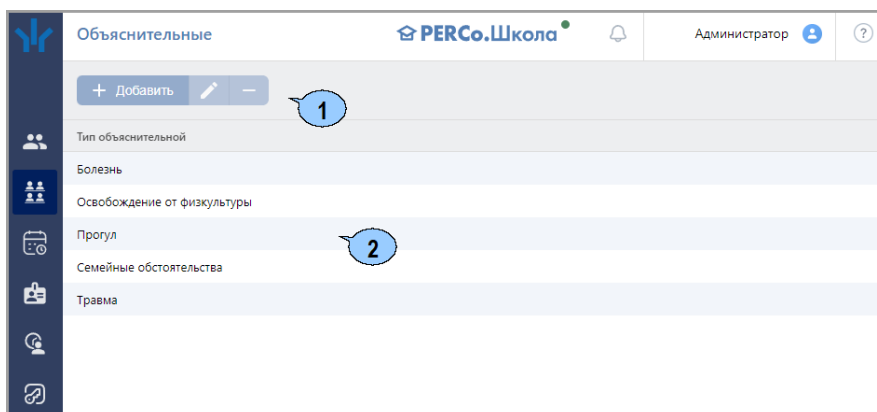 Объяснительные
PERCo.Школа
Администратор
?
+ Добавить
1
Тип объяснительной
Болезнь
Освобождение от физкультуры
Прогул
2
Семейные обстоятельства
Травма